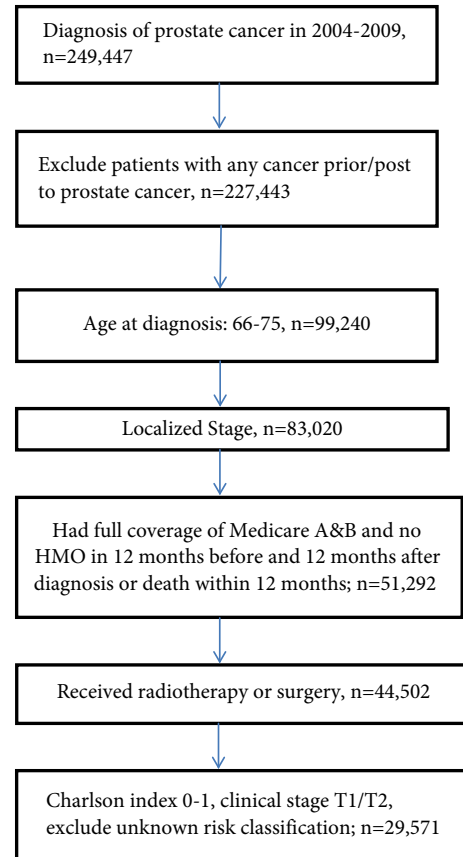 Diagnosis of prostate cancer in 2004-2009,
n=249,447
Exclude patients with any cancer prior/post
to prostate cancer, n=227,443
Age at diagnosis: 66-75, n=99,240
Localized Stage, n=83,020
Had full coverage of Medicare A&B and no
HMO in 12 months before and 12 months after
diagnosis or death within 12 months; n=51,292
Received radiotherapy or surgery, n=44,502
Charlson index 0-1, clinical stage T1/T2,
exclude unknown risk classification; n=29,571